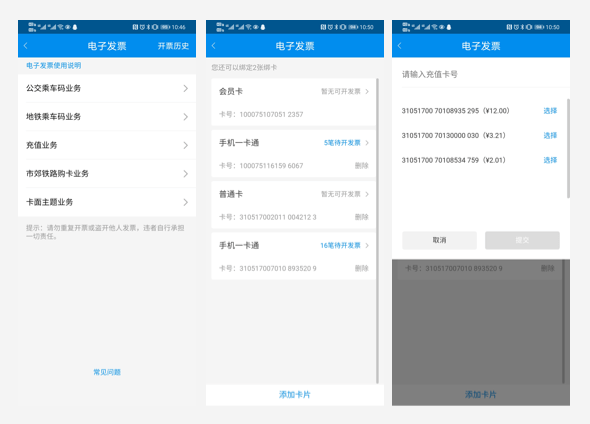 10:46
电子发票
开票历史
电子发票使用说明
公交乘车码业务
地铁乘车码业务
充值业务
市郊铁路购卡业务
卡面主题业务
提示：请勿重复开票或盗开他人发票，违者自行承担
一切责任。
常见问题
10:50
电子发票
您还可以绑定2张绑卡
会员卡 暂无可开发票
卡号：100075107051 2357
手机一卡通 5笔待开发票
卡号：100075116159 6067 删除
普通卡 暂无可开发票
卡号：310517002011 004212 3 删除
手机一卡通 16笔待开发票
卡号：310517007010 893520 9 删除
添加卡片
10:50
电子发票
请输入充值卡号
31051700 70108935 295（¥12.00） 选择
31051700 70130000 030（¥3.21） 选择
31051700 70108534 759（¥2.01） 选择
取消 提交
卡号：310517007010 893520 9 删除
添加卡片